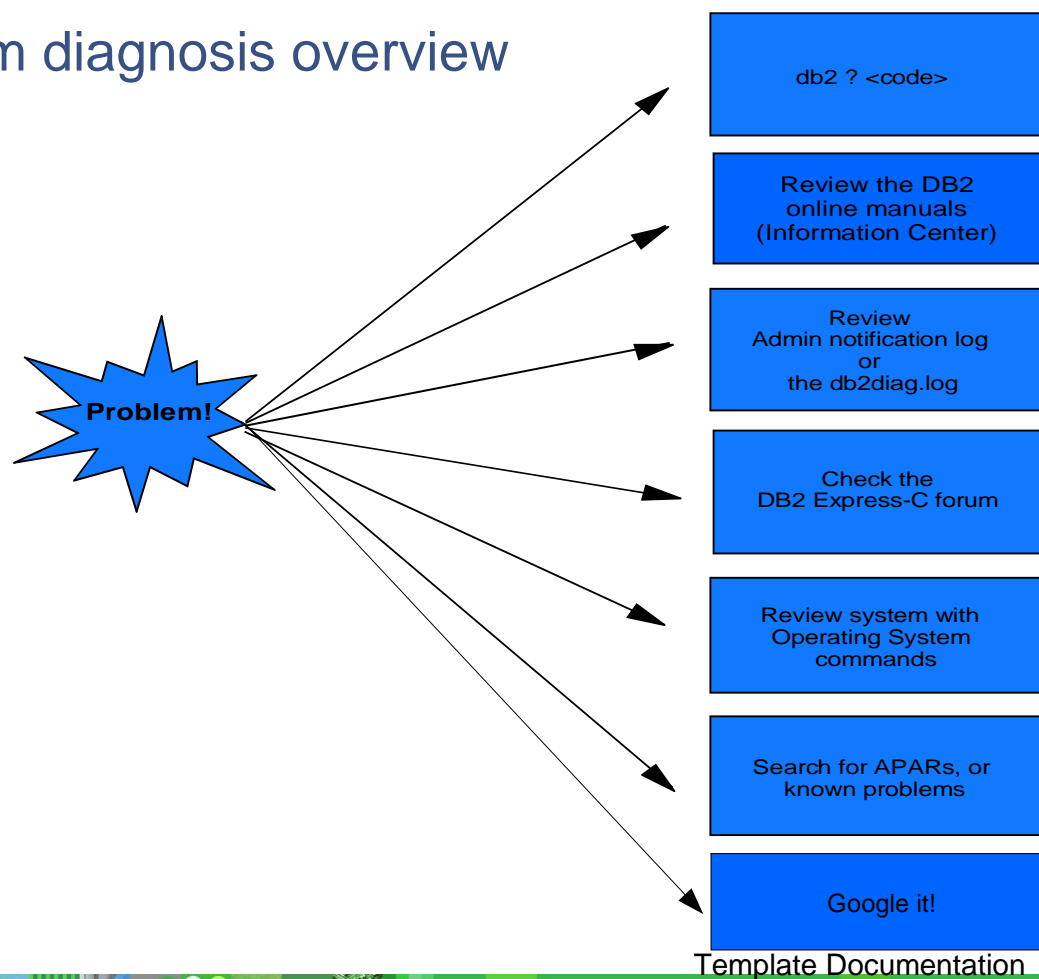 m diagnosis overview
db2 ? <code>
Review the DB2
online manuals
(Information Center)
Review
Admin notification log
or
the db2diag.log
Problem!
Check the
DB2 Express-C forum
Review system with
Operating System
commands
Search for APARs, or
known problems
Google it!
Template Documentation